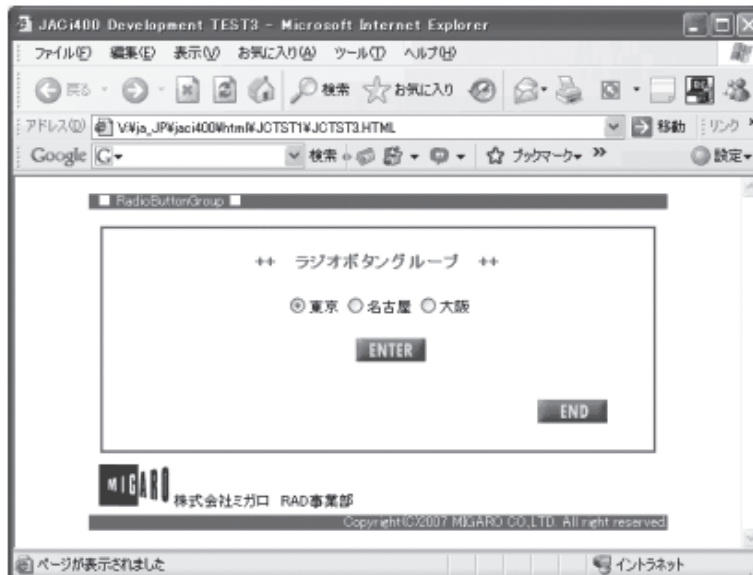 JACi400 Development TEST3 - Microsoft Internet Explorer
ファイル(F) 編集(E) 表示(V) お気に入り(A) ツール(T) ヘルプ(H)
戻る 検索 お気に入り
アドレス(D) V:¥ja_JP¥jaci400¥html¥JCTST1¥JCTST3.HTML 移動 リンク »
Google G 検索 ブックマーク » 設定
■ RadioButtonGroup ■
++ ラジオボタングループ ++
東京 名古屋 大阪
ENTER
END
MIGARO 株式会社ミガロ RAD事業部
Copyright(C)2007 MIGARO CO.,LTD. All right reserved.
ページが表示されました イントラネット